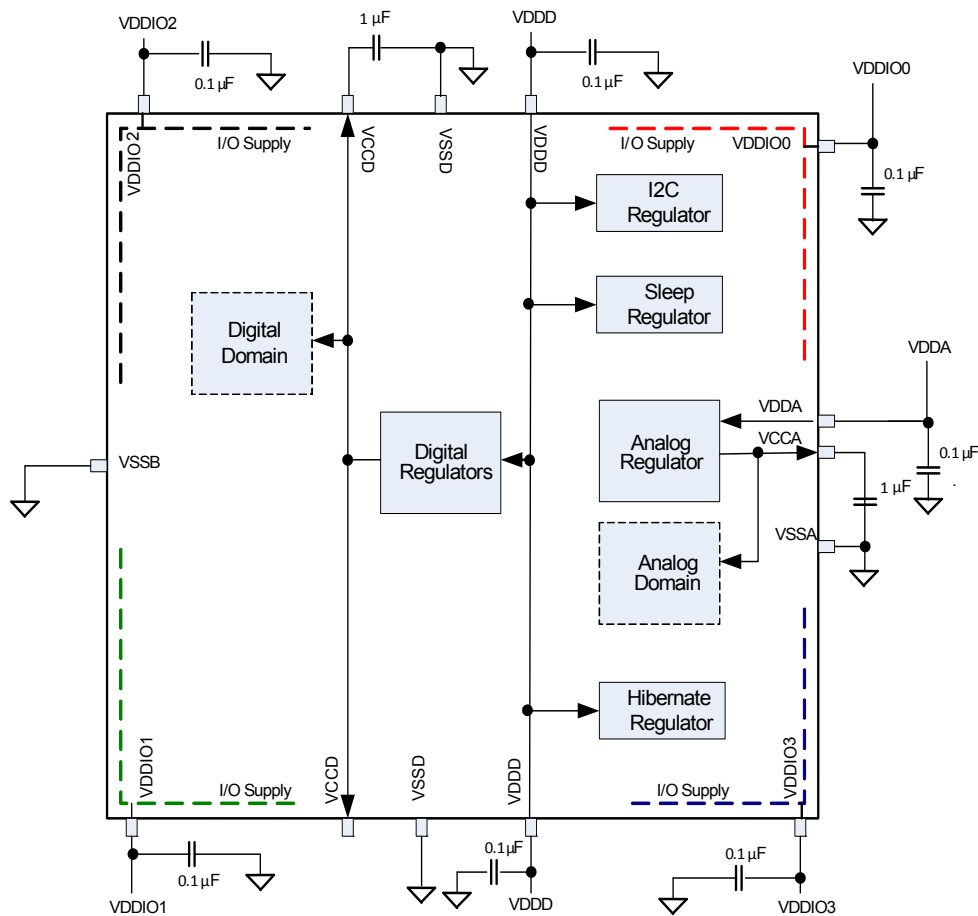 VDDIO2
1 µF
VDDD
0.1 µF
0.1 µF
VDDIO0
0.1 µF
VDDIO2
I/O Supply
VCCD
VSSD
VDDD
I/O Supply
VDDIO0
I2C
Regulator
Sleep
Regulator
Digital
Domain
VDDA
VDDA
VCCA
Analog
Regulator
Digital
Regulators
VSSB
0.1 µF
.
1 µF
VSSA
Analog
Domain
Hibernate
Regulator
VDDIO1
I/O Supply
VCCD
VSSD
VDDD
I/O Supply
VDDIO3
0.1 µF
0.1 µF
0.1 µF
VDDIO1
VDDD
VDDIO3